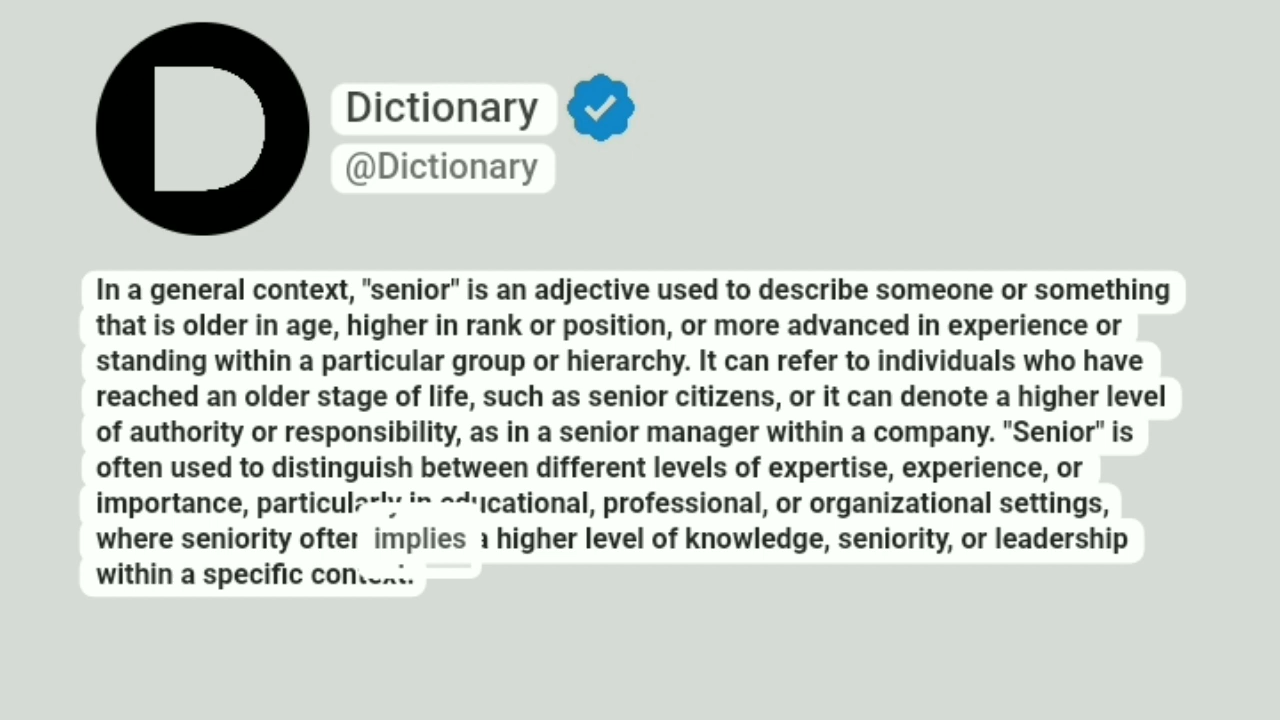 D
Dictionary
@Dictionary
In a general context, "senior" is an adjective used to describe someone or something
that is older in age, higher in rank or position, or more advanced in experience or
standing within a particular group or hierarchy. It can refer to individuals who have
reached an older stage of life, such as senior citizens, or it can denote a higher level
of authority or responsibility, as in a senior manager within a company. "Senior" is
often used to distinguish between different levels of expertise, experience, or
importance, particularly in educational, professional, or organizational settings,
where seniority often implies a higher level of knowledge, seniority, or leadership
within a specific context.